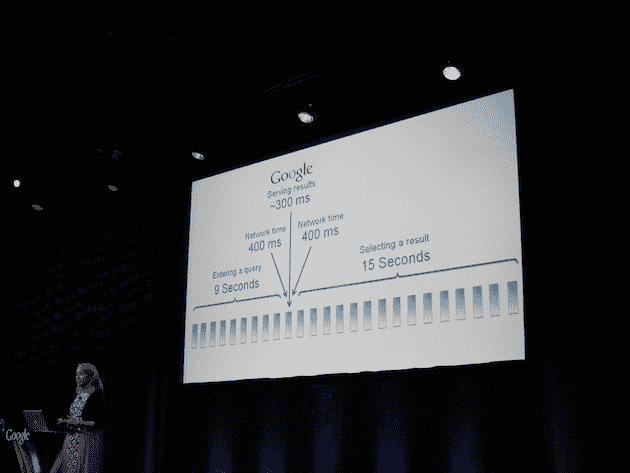 Google
Serving results
~300 ms
Network time
400 ms
Network time
400 ms
Entering a query
9 Seconds
Selecting a result
15 Seconds
Google